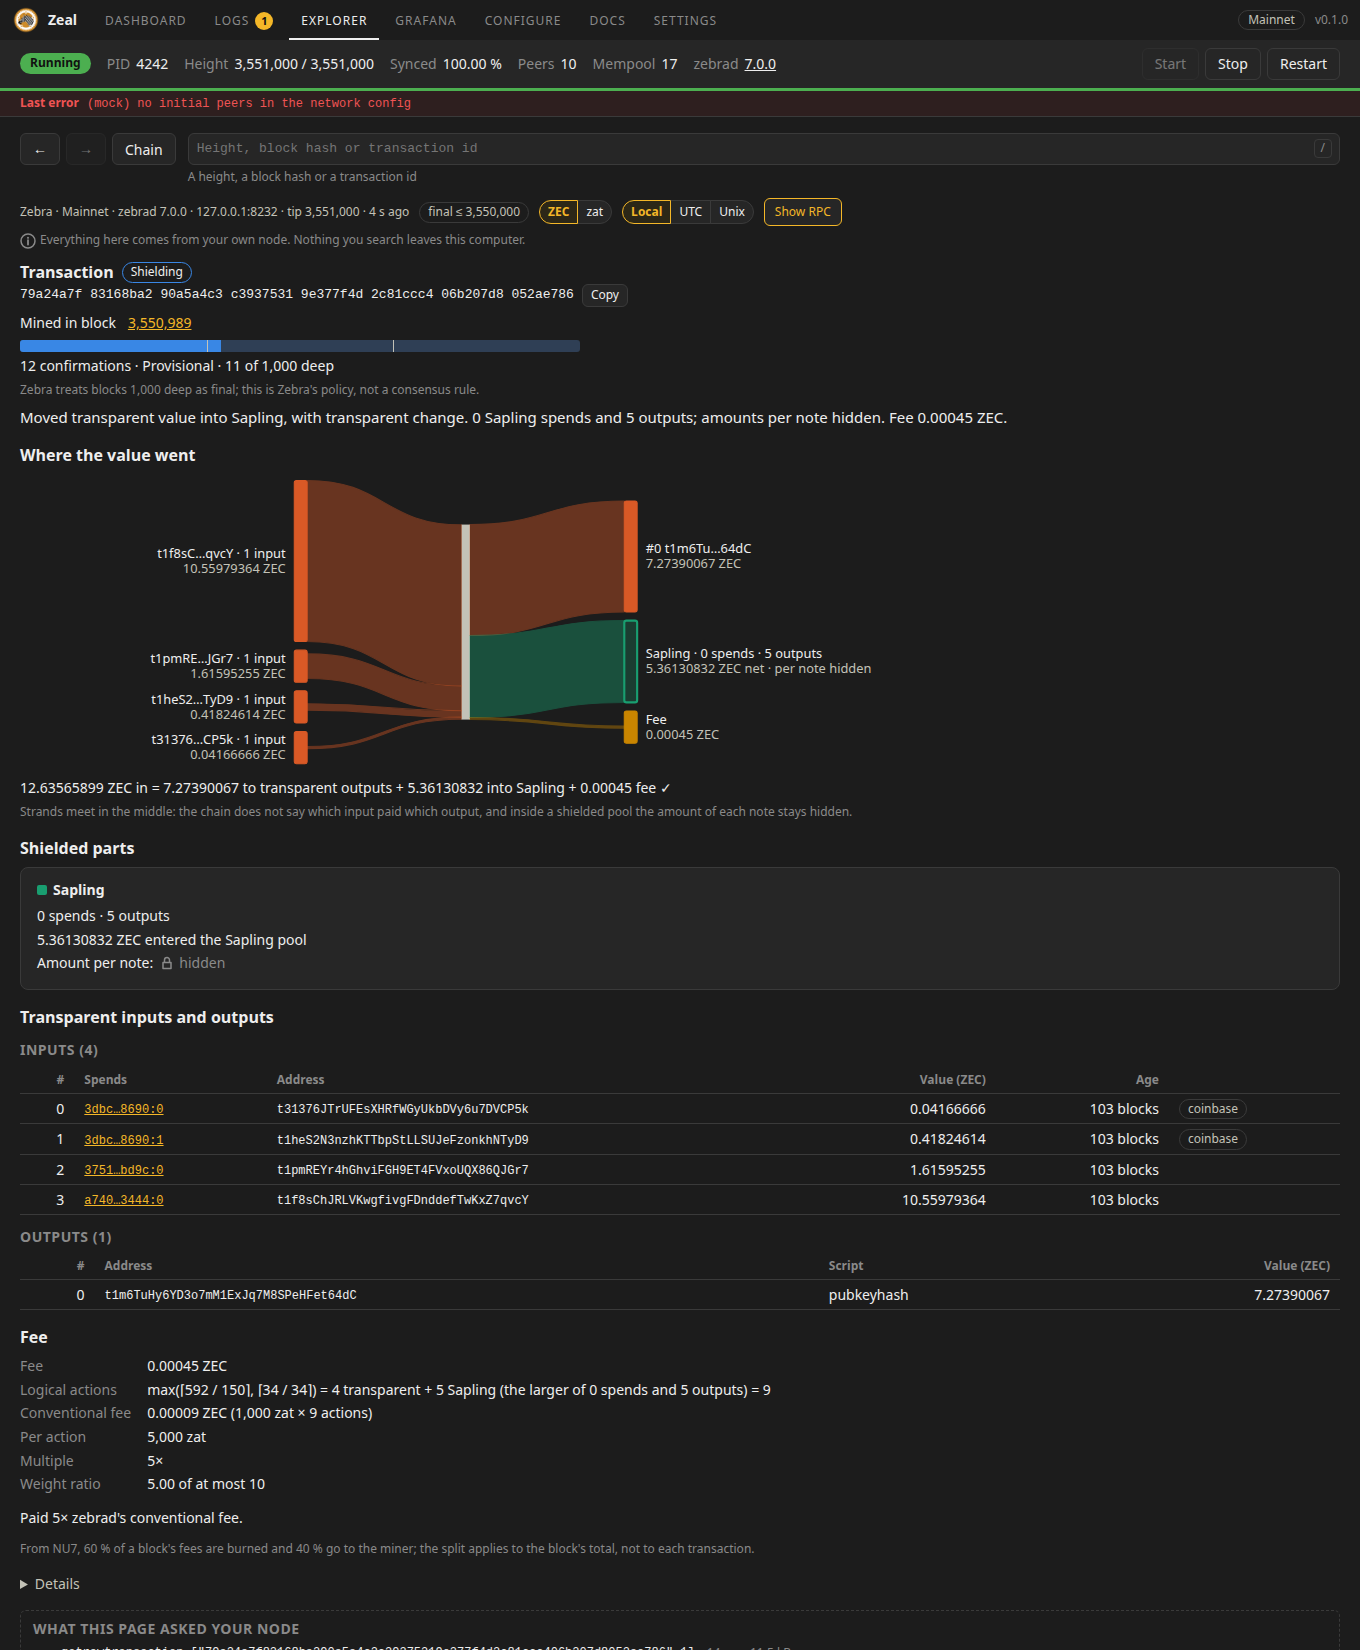 Zeal DASHBOARD LOGS 1 EXPLORER GRAFANA CONFIGURE DOCS SETTINGS Mainnet v0.1.0
Running PID 4242 Height 3,551,000 / 3,551,000 Synced 100.00 % Peers 10 Mempool 17 zebrad 7.0.0 Start Stop Restart
Last error (mock) no initial peers in the network config
← → Chain Height, block hash or transaction id /
A height, a block hash or a transaction id
Zebra · Mainnet · zebrad 7.0.0 · 127.0.0.1:8232 · tip 3,551,000 · 4 s ago final ≤ 3,550,000 ZEC zat Local UTC Unix Show RPC
Everything here comes from your own node. Nothing you search leaves this computer.
Transaction Shielding
79a24a7f 83168ba2 90a5a4c3 c3937531 9e377f4d 2c81ccc4 06b207d8 052ae786 Copy
Mined in block 3,550,989
12 confirmations · Provisional · 11 of 1,000 deep
Zebra treats blocks 1,000 deep as final; this is Zebra's policy, not a consensus rule.
Moved transparent value into Sapling, with transparent change. 0 Sapling spends and 5 outputs; amounts per note hidden. Fee 0.00045 ZEC.
Where the value went
t1f8sC…qvcY · 1 input
10.55979364 ZEC
t1pmRE…JGr7 · 1 input
1.61595255 ZEC
t1heS2…TyD9 · 1 input
0.41824614 ZEC
t31376…CP5k · 1 input
0.04166666 ZEC
#0 t1m6Tu…64dC
7.27390067 ZEC
Sapling · 0 spends · 5 outputs
5.36130832 ZEC net · per note hidden
Fee
0.00045 ZEC
12.63565899 ZEC in = 7.27390067 to transparent outputs + 5.36130832 into Sapling + 0.00045 fee ✓
Strands meet in the middle: the chain does not say which input paid which output, and inside a shielded pool the amount of each note stays hidden.
Shielded parts
Sapling
0 spends · 5 outputs
5.36130832 ZEC entered the Sapling pool
Amount per note: hidden
Transparent inputs and outputs
INPUTS (4)
# Spends Address Value (ZEC) Age
0 3dbc…8690:0 t31376JTrUFEsXHRfWGyUkbDVy6u7DVCP5k 0.04166666 103 blocks coinbase
1 3dbc…8690:1 t1heS2N3nzhKTTbpStLLSUJeFzonkhNTyD9 0.41824614 103 blocks coinbase
2 3751…bd9c:0 t1pmREYr4hGhviFGH9ET4FVxoUQX86QJGr7 1.61595255 103 blocks
3 a740…3444:0 t1f8sChJRLVKwgfivgFDnddefTwKxZ7qvcY 10.55979364 103 blocks
OUTPUTS (1)
# Address Script Value (ZEC)
0 t1m6TuHy6YD3o7mM1ExJq7M8SPeHFet64dC pubkeyhash 7.27390067
Fee
Fee 0.00045 ZEC
Logical actions max(⌈592 / 150⌉, ⌈34 / 34⌉) = 4 transparent + 5 Sapling (the larger of 0 spends and 5 outputs) = 9
Conventional fee 0.00009 ZEC (1,000 zat × 9 actions)
Per action 5,000 zat
Multiple 5×
Weight ratio 5.00 of at most 10
Paid 5× zebrad's conventional fee.
From NU7, 60 % of a block's fees are burned and 40 % go to the miner; the split applies to the block's total, not to each transaction.
Details
WHAT THIS PAGE ASKED YOUR NODE